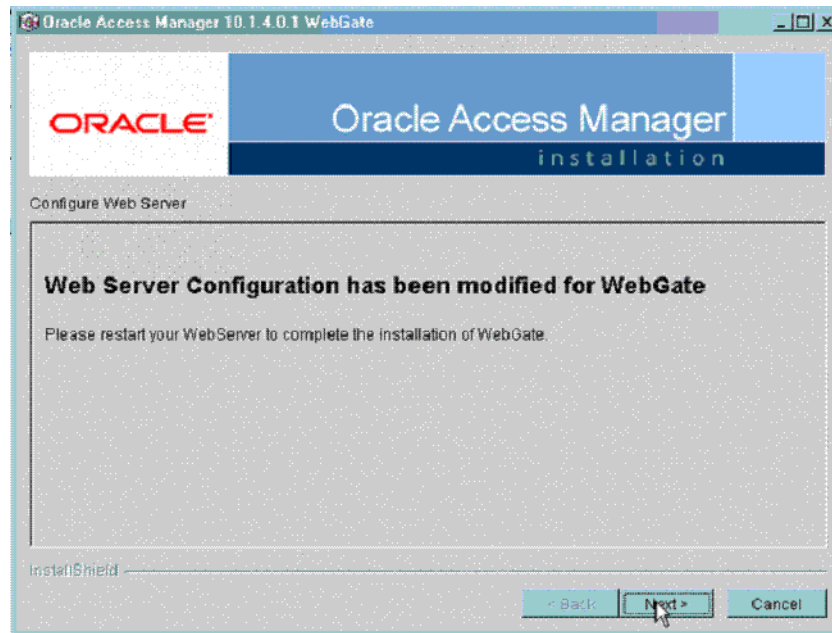 Oracle Access Manager 10.1.4.0.1 WebGate
ORACLE
Oracle Access Manager
installation
Configure Web Server
Web Server Configuration has been modified for WebGate
Please restart your WebServer to complete the installation of WebGate.
InstallShield
< Back Next > Cancel